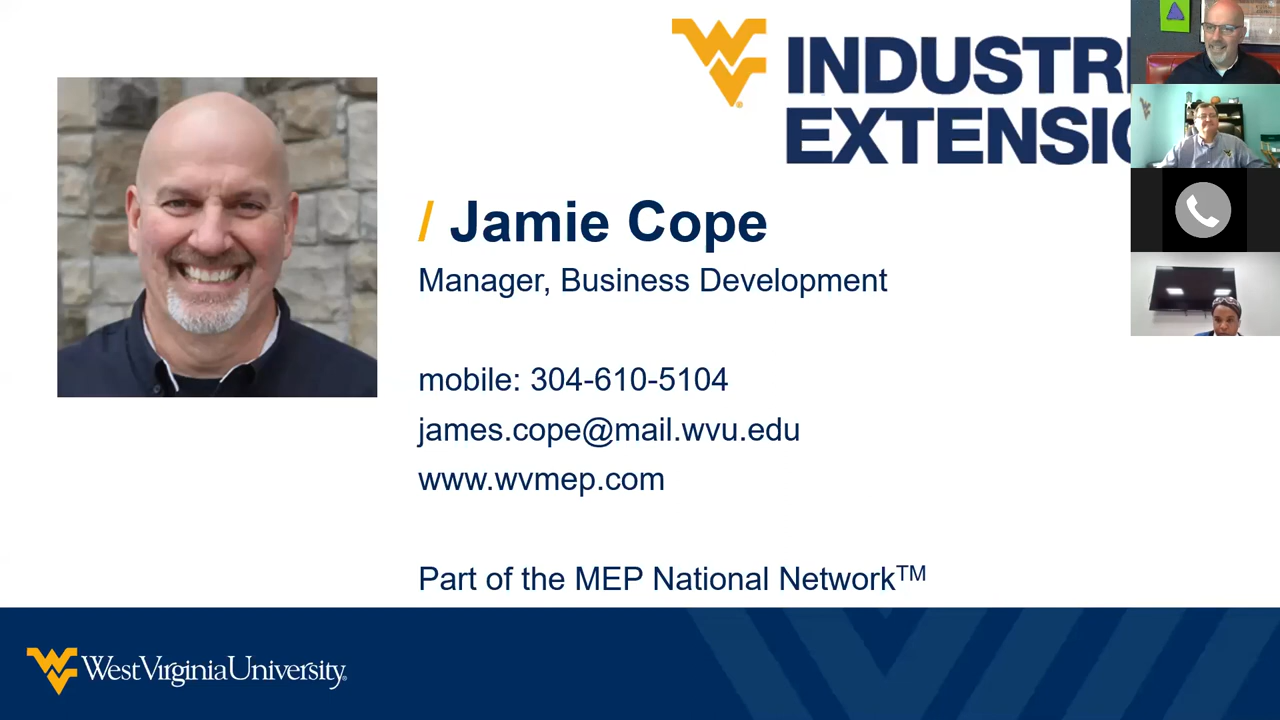 INDUSTRI
EXTENSIO
/ Jamie Cope
Manager, Business Development
mobile: 304-610-5104
james.cope@mail.wvu.edu
www.wvmep.com
Part of the MEP National Network™
WestVirginiaUniversity®